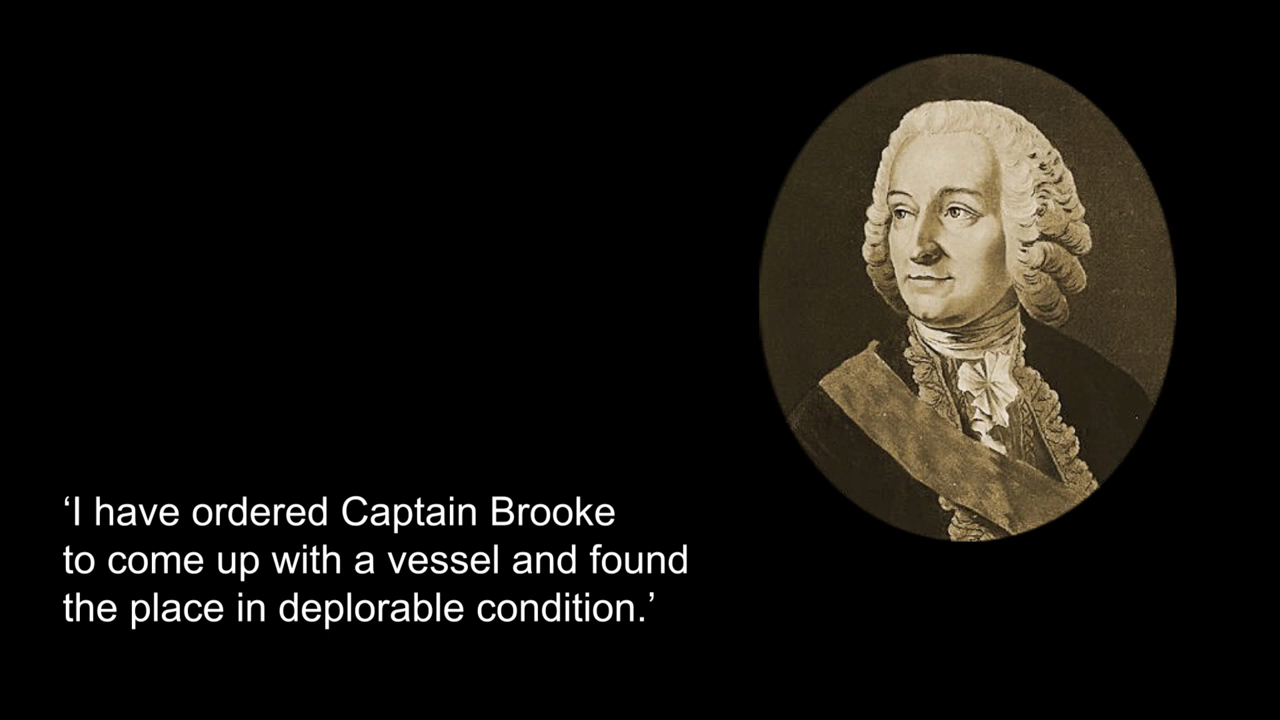 ‘I have ordered Captain Brooke
to come up with a vessel and found
the place in deplorable condition.’